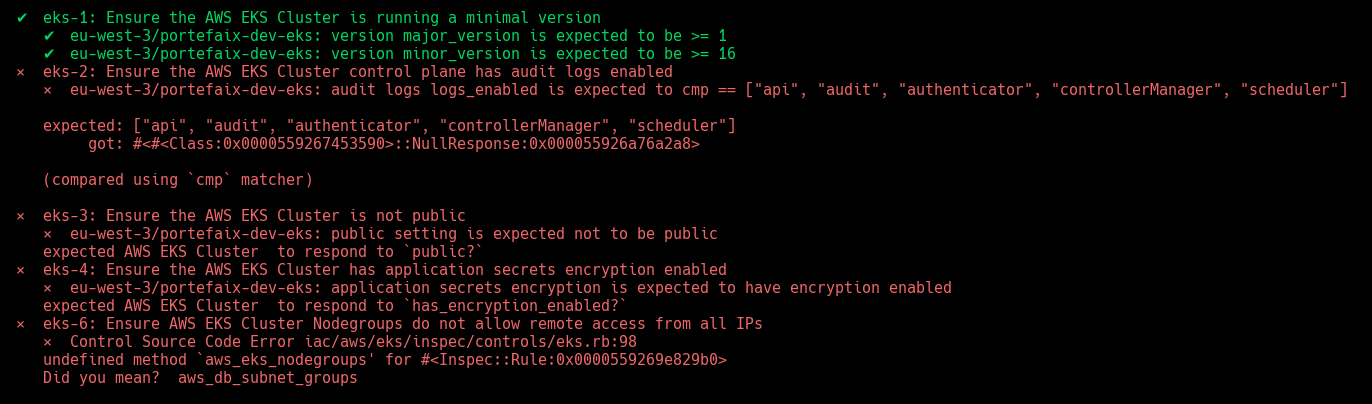 ✔  eks-1: Ensure the AWS EKS Cluster is running a minimal version
   ✔  eu-west-3/portefaix-dev-eks: version major_version is expected to be >= 1
   ✔  eu-west-3/portefaix-dev-eks: version minor_version is expected to be >= 16
×  eks-2: Ensure the AWS EKS Cluster control plane has audit logs enabled
   ×  eu-west-3/portefaix-dev-eks: audit logs logs_enabled is expected to cmp == ["api", "audit", "authenticator", "controllerManager", "scheduler"]
   expected: ["api", "audit", "authenticator", "controllerManager", "scheduler"]
        got: #<#<Class:0x0000559267453590>::NullResponse:0x000055926a76a2a8>
   (compared using `cmp` matcher)
×  eks-3: Ensure the AWS EKS Cluster is not public
   ×  eu-west-3/portefaix-dev-eks: public setting is expected not to be public
   expected AWS EKS Cluster  to respond to `public?`
×  eks-4: Ensure the AWS EKS Cluster has application secrets encryption enabled
   ×  eu-west-3/portefaix-dev-eks: application secrets encryption is expected to have encryption enabled
   expected AWS EKS Cluster  to respond to `has_encryption_enabled?`
×  eks-6: Ensure AWS EKS Cluster Nodegroups do not allow remote access from all IPs
   ×  Control Source Code Error iac/aws/eks/inspec/controls/eks.rb:98
   undefined method `aws_eks_nodegroups' for #<Inspec::Rule:0x0000559269e829b0>
   Did you mean?  aws_db_subnet_groups